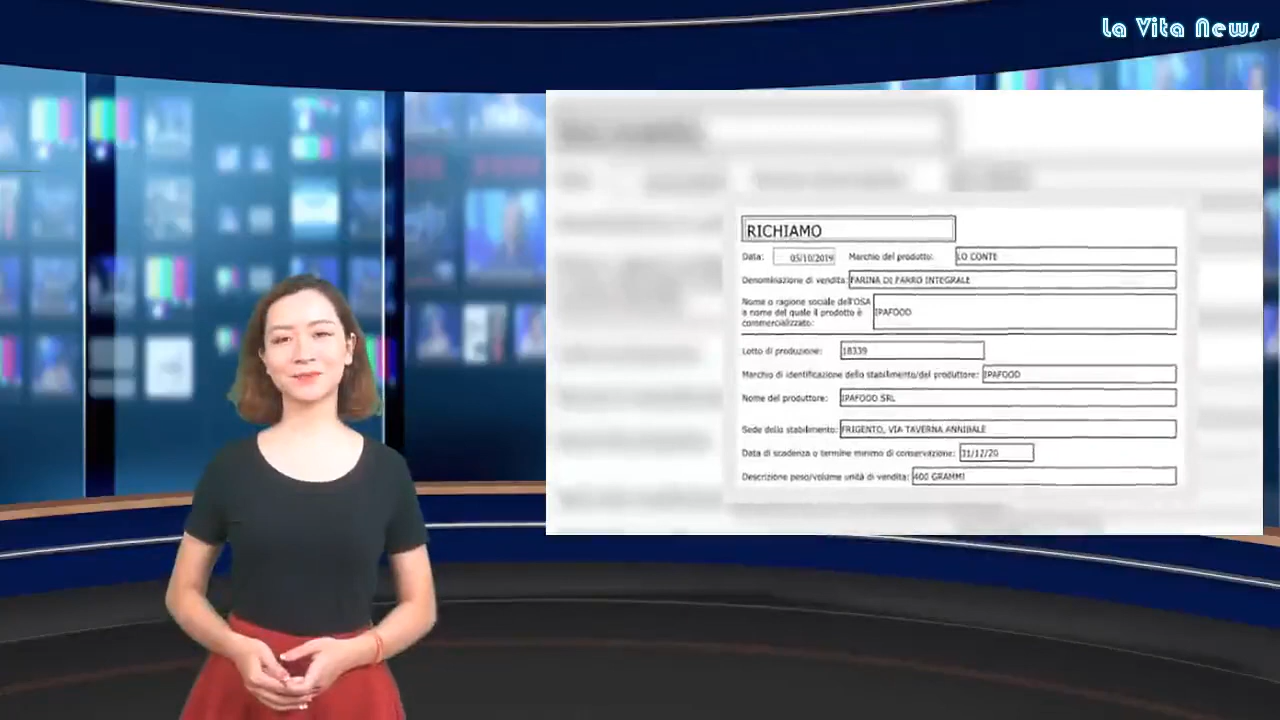 La Vita News
RICHIAMO
Data: 05/10/2019 Marchio del prodotto: LO CONTE
Denominazione di vendita: FARINA DI FARRO INTEGRALE
Nome o ragione sociale dell'OSA
a nome del quale il prodotto è
commercializzato: IPAFOOD
Lotto di produzione: 18339
Marchio di identificazione dello stabilimento/del produttore: IPAFOOD
Nome del produttore: IPAFOOD SRL
Sede dello stabilimento: FRIGENTO, VIA TAVERNA ANNIBALE
Data di scadenza o termine minimo di conservazione: 31/12/20
Descrizione peso/volume unità di vendita: 400 GRAMMI